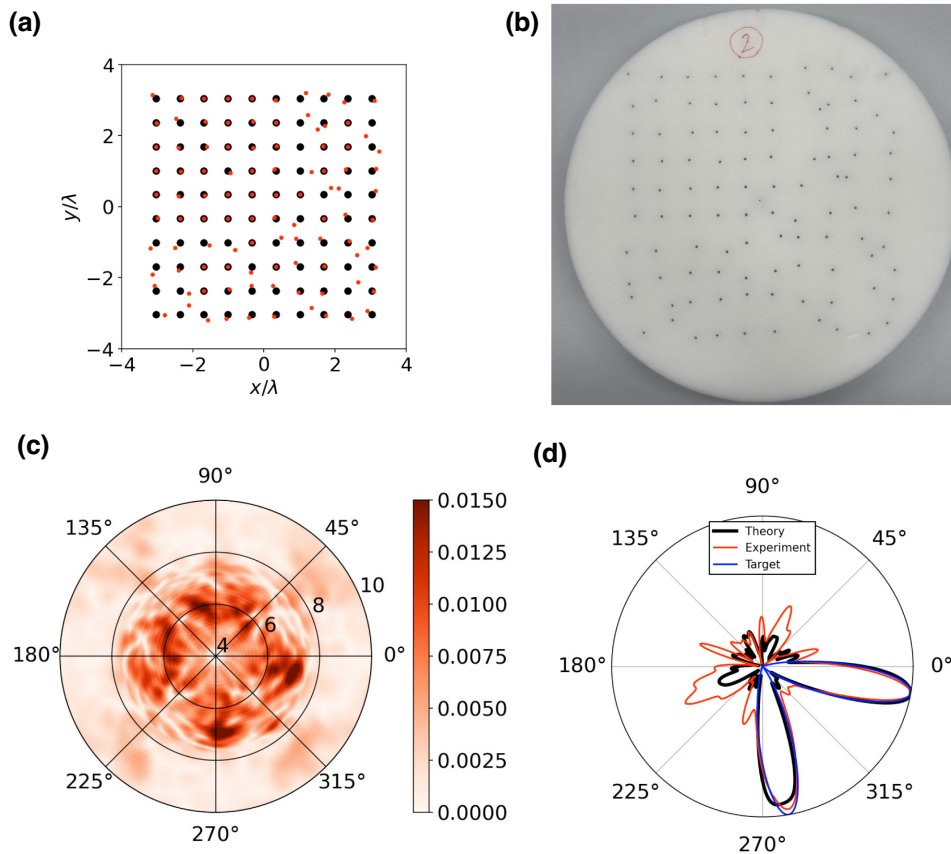 (a)
4
2
0
−2
−4
y/λ
−4 −2 0 2 4
x/λ
(b)
2
(c)
90°
135° 45°
180° 0°
225° 315°
270°
4 6 8 10
0.0150
0.0125
0.0100
0.0075
0.0050
0.0025
0.0000
(d)
90°
135° 45°
180° 0°
225° 315°
270°
Theory
Experiment
Target